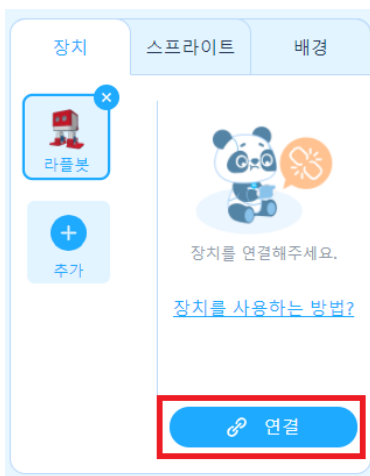 장치
스프라이트
배경
라플봇
추가
장치를 연결해주세요.
장치를 사용하는 방법?
연결